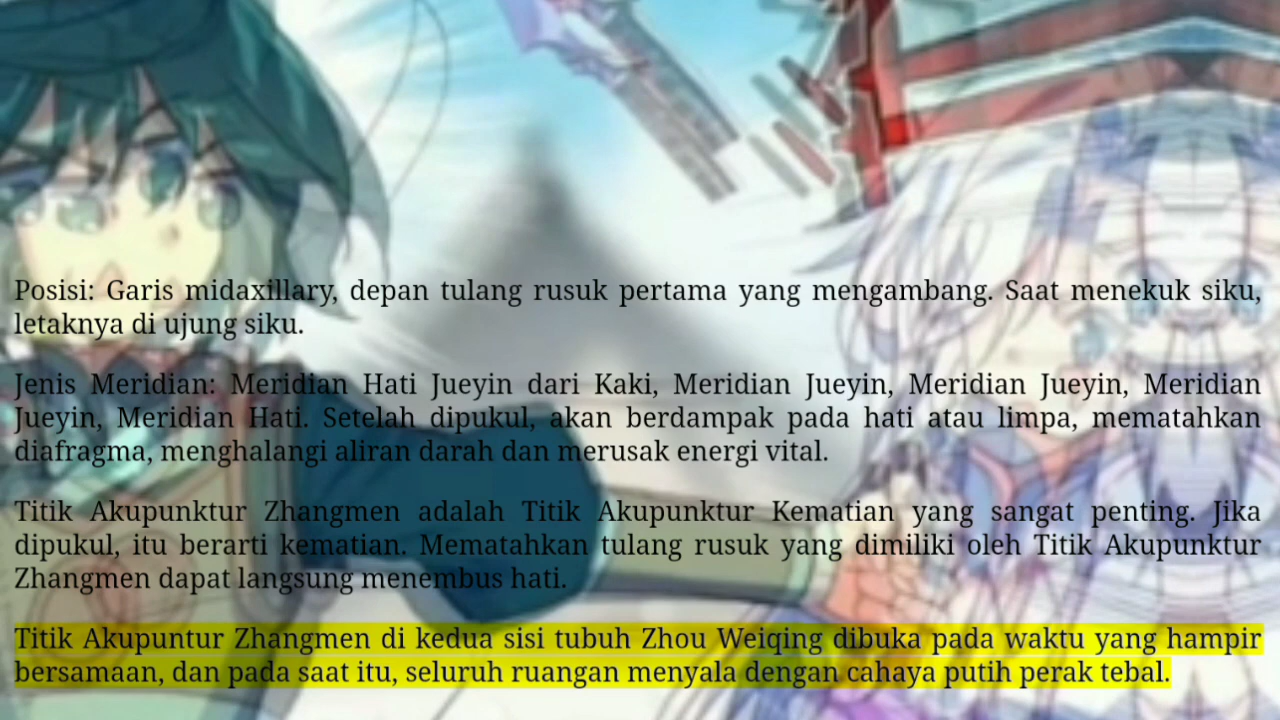 Posisi: Garis midaxillary, depan tulang rusuk pertama yang mengambang. Saat menekuk siku,
letaknya di ujung siku.
Jenis Meridian: Meridian Hati Jueyin dari Kaki, Meridian Jueyin, Meridian Jueyin, Meridian
Jueyin, Meridian Hati. Setelah dipukul, akan berdampak pada hati atau limpa, mematahkan
diafragma, menghalangi aliran darah dan merusak energi vital.
Titik Akupunktur Zhangmen adalah Titik Akupunktur Kematian yang sangat penting. Jika
dipukul, itu berarti kematian. Mematahkan tulang rusuk yang dimiliki oleh Titik Akupunktur
Zhangmen dapat langsung menembus hati.
Titik Akupuntur Zhangmen di kedua sisi tubuh Zhou Weiqing dibuka pada waktu yang hampir
bersamaan, dan pada saat itu, seluruh ruangan menyala dengan cahaya putih perak tebal.